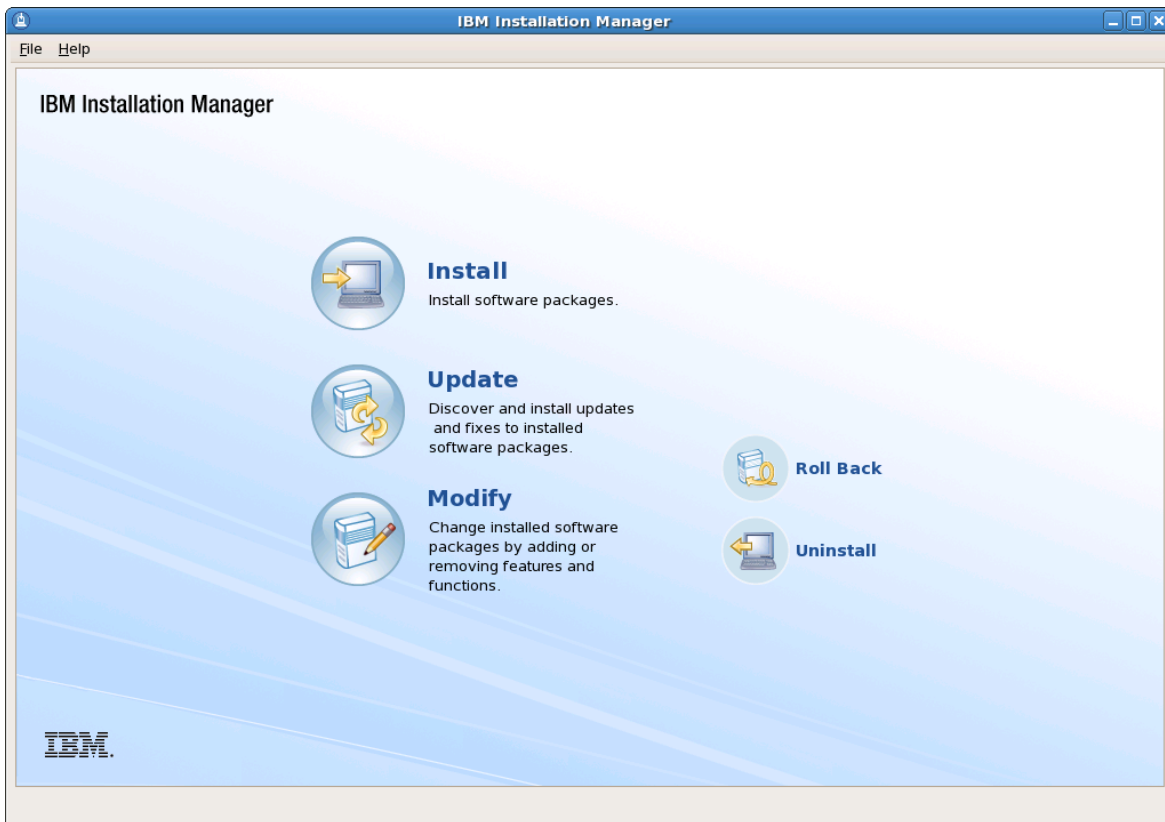 IBM Installation Manager
File Help
IBM Installation Manager
Install
Install software packages.
Update
Discover and install updates
and fixes to installed
software packages.
Modify
Change installed software
packages by adding or
removing features and
functions.
Roll Back
Uninstall
IBM.